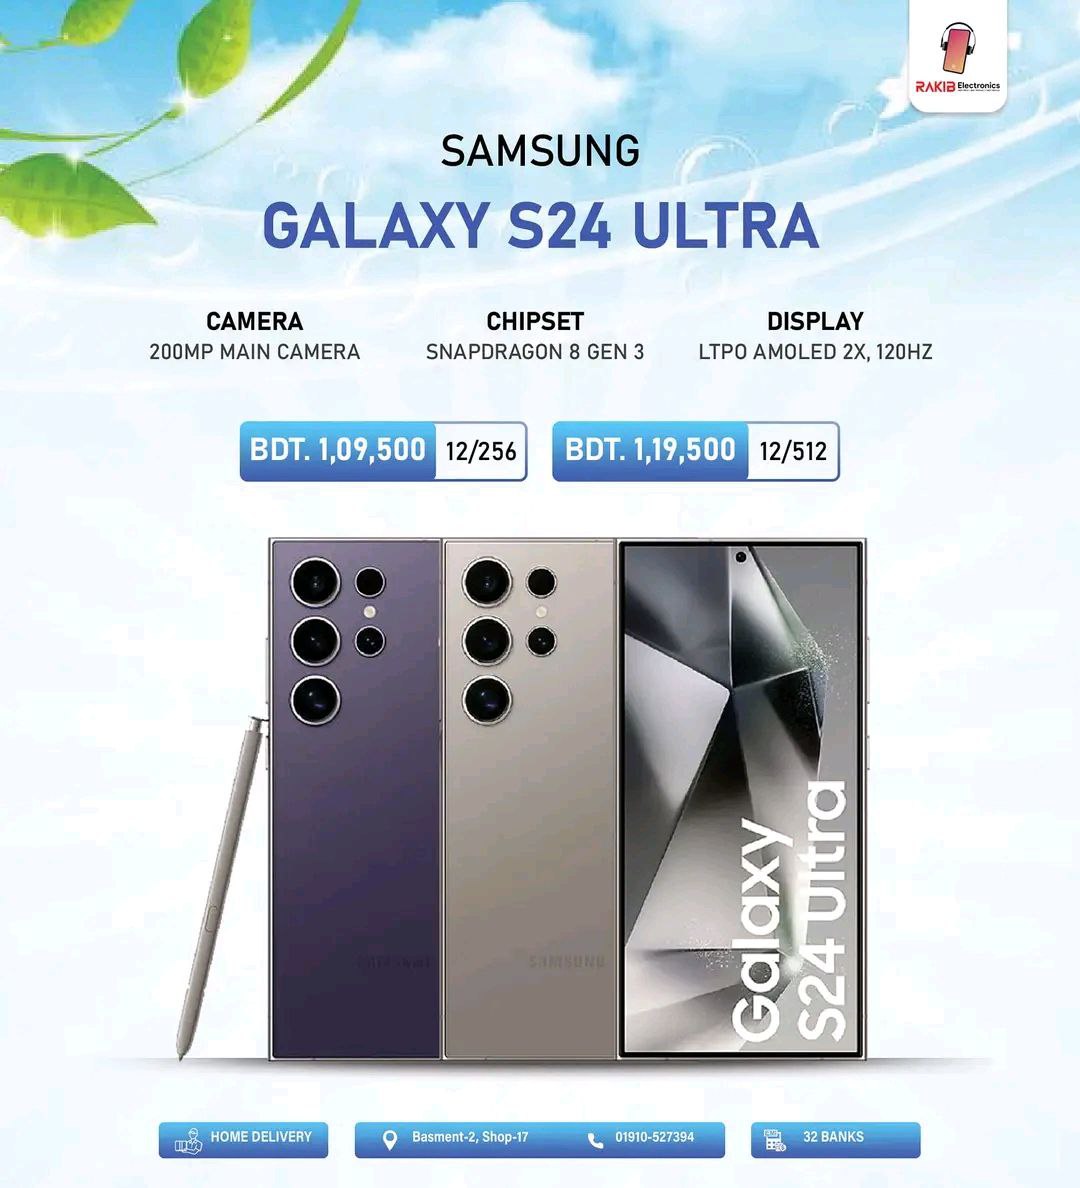 RAKIB Electronics
SAMSUNG
GALAXY S24 ULTRA
CAMERA
200MP MAIN CAMERA
CHIPSET
SNAPDRAGON 8 GEN 3
DISPLAY
LTPO AMOLED 2X, 120HZ
BDT. 1,09,500 12/256
BDT. 1,19,500 12/512
SAMSUNG
SAMSUNG
Galaxy
S24 Ultra
HOME DELIVERY
Basment-2, Shop-17
01910-527394
32 BANKS